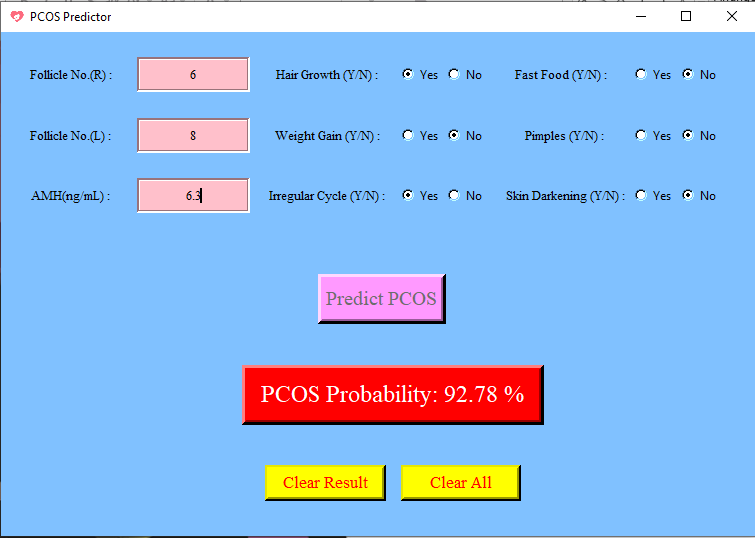 PCOS Predictor
Follicle No.(R) : 6 Hair Growth (Y/N) : Yes No Fast Food (Y/N) : Yes No
Follicle No.(L) : 8 Weight Gain (Y/N) : Yes No Pimples (Y/N) : Yes No
AMH(ng/mL) : 6.3 Irregular Cycle (Y/N) : Yes No Skin Darkening (Y/N) : Yes No
Predict PCOS
PCOS Probability: 92.78 %
Clear Result Clear All